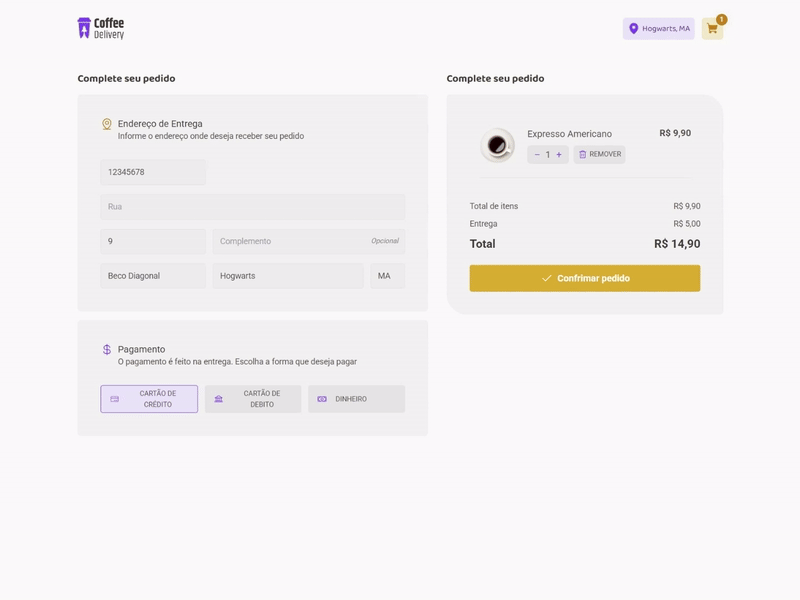 Coffee
Delivery
Hogwarts, MA
1
Complete seu pedido
Endereço de Entrega
Informe o endereço onde deseja receber seu pedido
12345678
Rua
9
Complemento
Opcional
Beco Diagonal
Hogwarts
MA
Pagamento
O pagamento é feito na entrega. Escolha a forma que deseja pagar
CARTÃO DE
CRÉDITO
CARTÃO DE
DEBITO
DINHEIRO
Complete seu pedido
Expresso Americano
R$ 9,90
− 1 +
REMOVER
Total de itens
R$ 9,90
Entrega
R$ 5,00
Total
R$ 14,90
Confrimar pedido